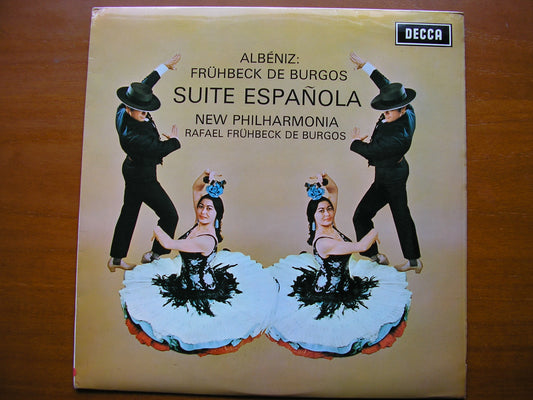 DECCA
ALBÉNIZ:
FRÜHBECK DE BURGOS
SUITE ESPAÑOLA
NEW PHILHARMONIA
RAFAEL FRÜHBECK DE BURGOS